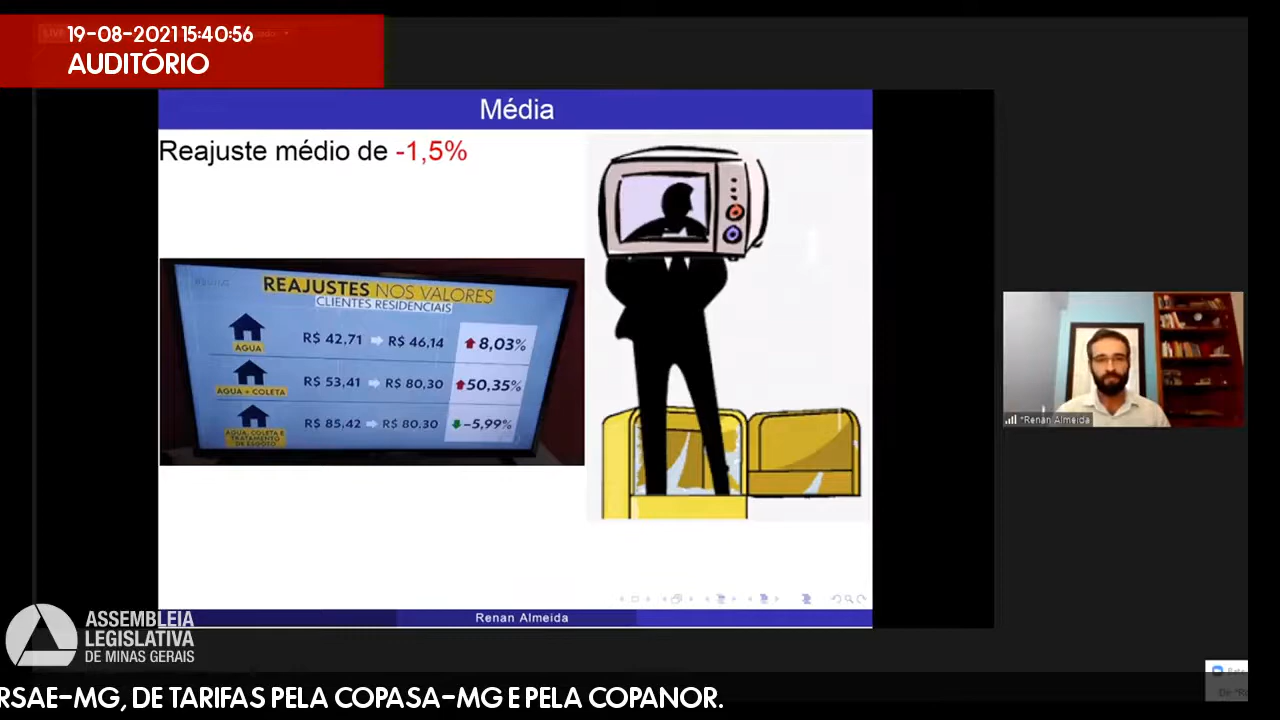 19-08-2021 15:40:56
AUDITÓRIO
Média
Reajuste médio de -1,5%
REAJUSTES NOS VALORES
CLIENTES RESIDENCIAIS
ÁGUA
R$ 42,71 R$ 46,14 8,03%
ÁGUA + COLETA
R$ 53,41 R$ 80,30 50,35%
ÁGUA, COLETA E
TRATAMENTO
DE ESGOTO
R$ 85,42 R$ 80,30 -5,99%
*Renan Almeida
Renan Almeida
ASSEMBLEIA
LEGISLATIVA
DE MINAS GERAIS
RSAE-MG, DE TARIFAS PELA COPASA-MG E PELA COPANOR.